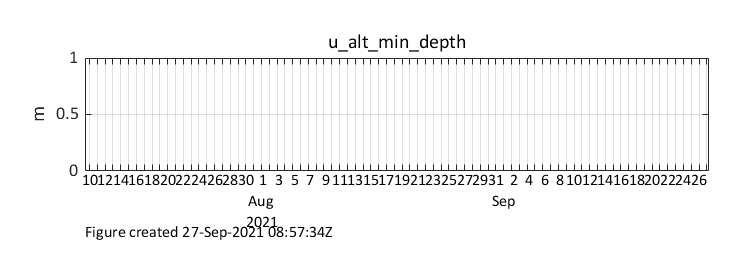 u_alt_min_depth
1
m
0.5
0
10 12 14 16 18 20 22 24 26 28 30 1 3 5 7 9 11 13 15 17 19 21 23 25 27 29 31 2 4 6 8 10 12 14 16 18 20 22 24 26
Aug Sep
2021
Figure created 27-Sep-2021 08:57:34Z